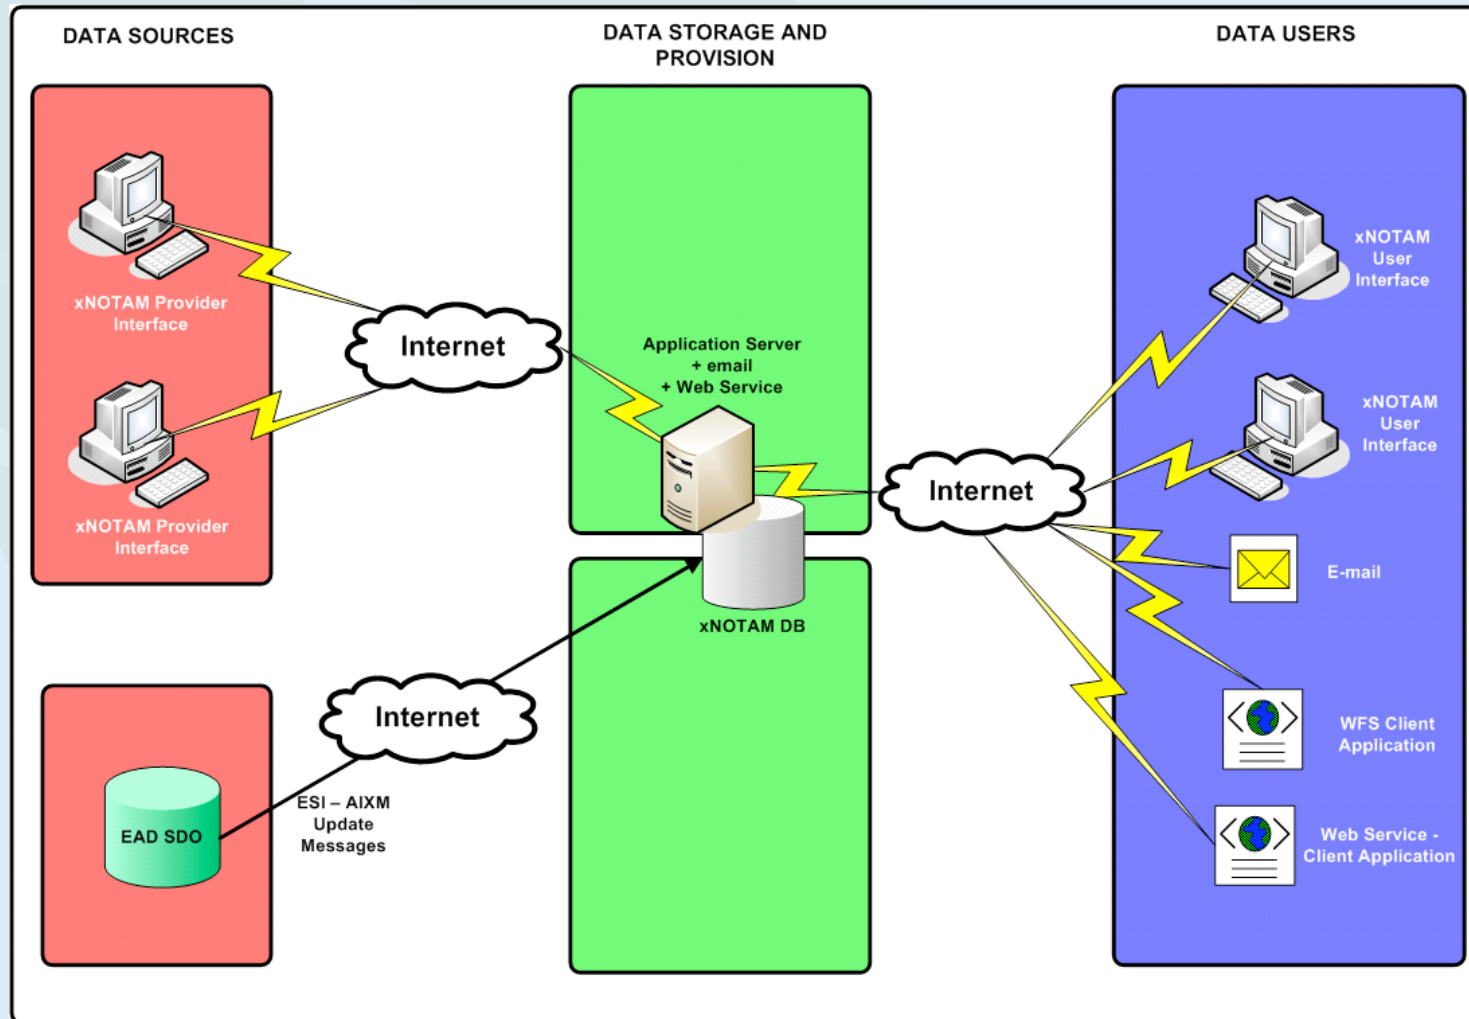 DATA SOURCES
DATA STORAGE AND
PROVISION
DATA USERS
xNOTAM Provider
Interface
xNOTAM Provider
Interface
Internet
Application Server
+ email
+ Web Service
xNOTAM DB
Internet
EAD SDO
ESI – AIXM
Update
Messages
Internet
xNOTAM
User
Interface
xNOTAM
User
Interface
E-mail
WFS Client
Application
Web Service -
Client Application